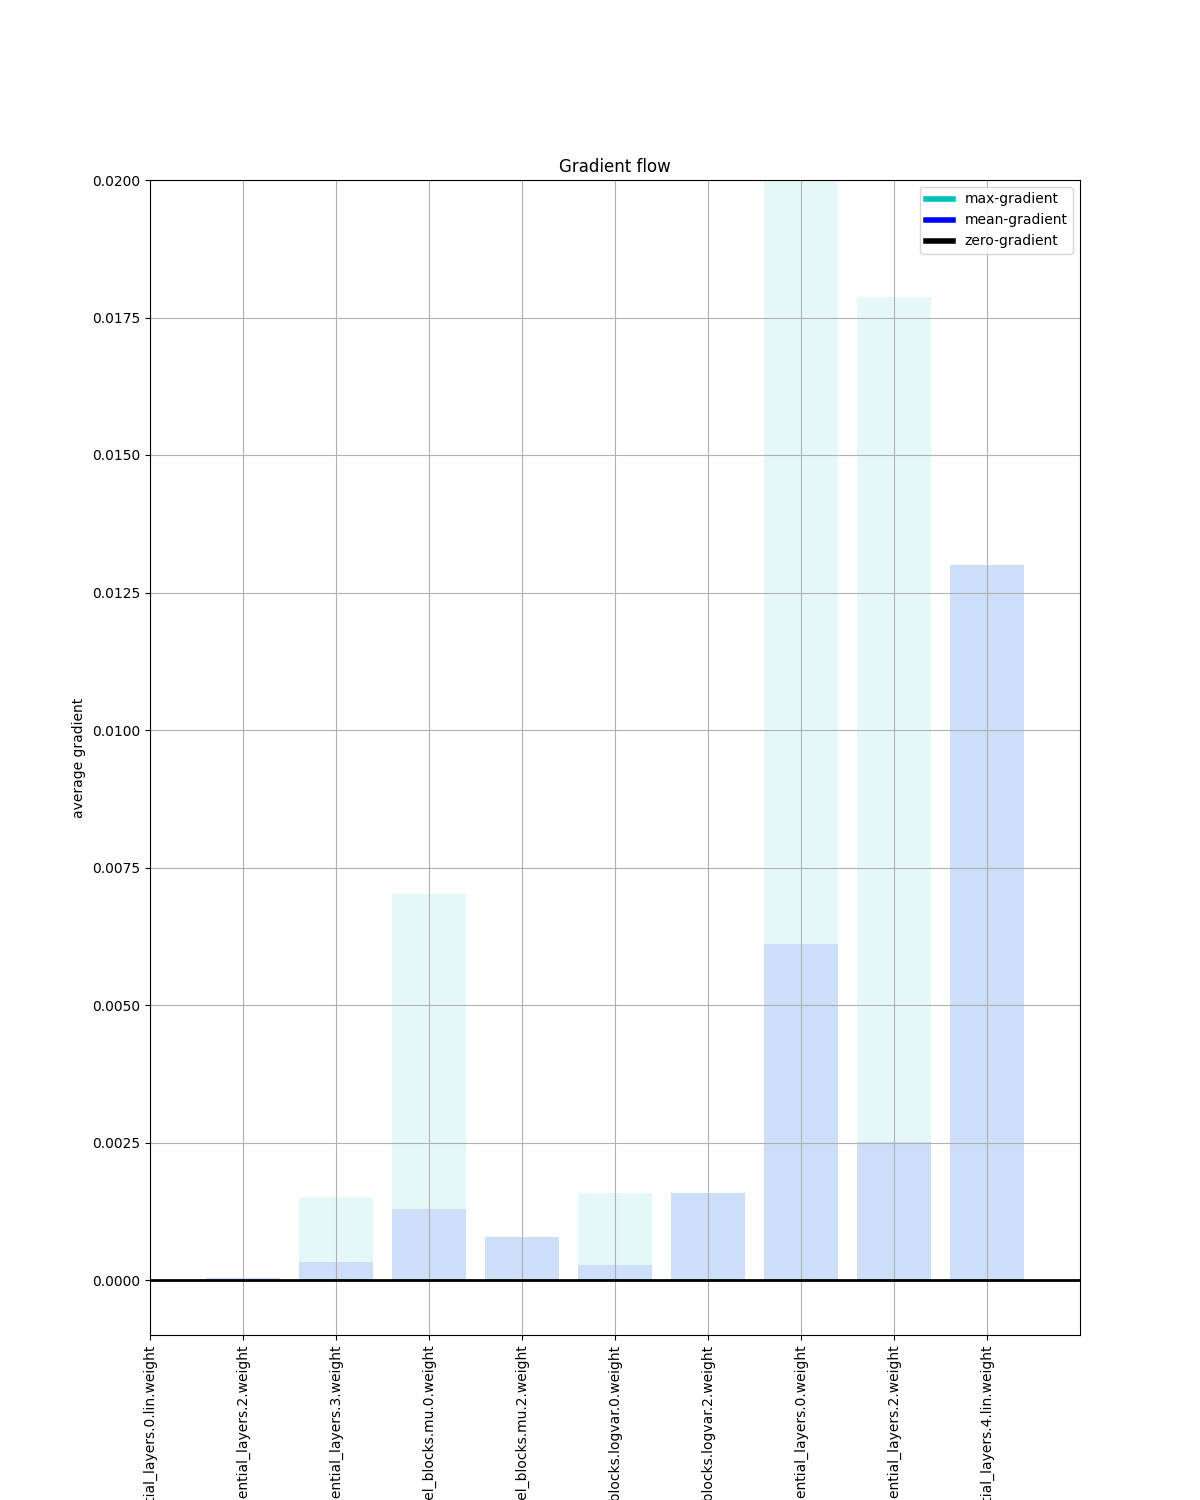 Gradient flow
max-gradient
mean-gradient
zero-gradient
0.0200
0.0175
0.0150
0.0125
0.0100
0.0075
0.0050
0.0025
0.0000
average gradient
tial_layers.0.lin.weight
ential_layers.2.weight
ential_layers.3.weight
el_blocks.mu.0.weight
el_blocks.mu.2.weight
blocks.logvar.0.weight
blocks.logvar.2.weight
ential_layers.0.weight
ential_layers.2.weight
tial_layers.4.lin.weight